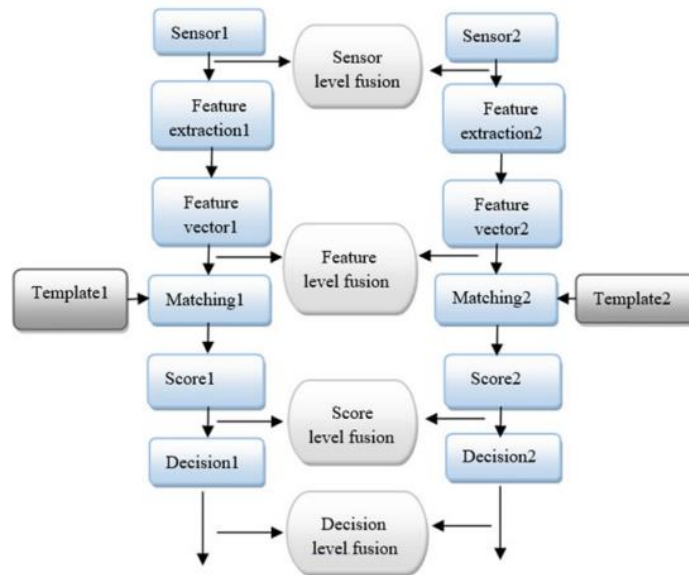 Sensor1
Sensor
level fusion
Sensor2
Feature
extraction1
Feature
extraction2
Feature
vector1
Feature
vector2
Feature
level fusion
Template1
Matching1
Matching2
Template2
Score1
Score
level fusion
Score2
Decision1
Decision2
Decision
level fusion